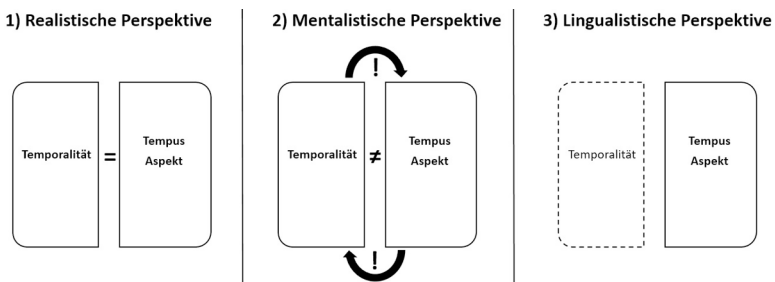 1) Realistische Perspektive
Temporalität
=
Tempus
Aspekt
2) Mentalistische Perspektive
!
Temporalität
≠
Tempus
Aspekt
!
3) Lingualistische Perspektive
Temporalität
Tempus
Aspekt